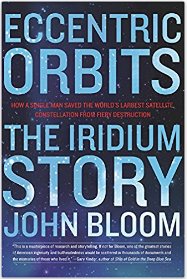 ECCENTRIC
ORBITS
HOW A SINGLE MAN SAVED THE WORLD'S LARGEST SATELLITE
CONSTELLATION FROM FIERY DESTRUCTION
THE IRIDIUM
STORY
JOHN BLOOM
"This is a masterpiece of research and storytelling. If not for Bloom, one of the greatest stories
of American ingenuity and bullheadedness would be scattered in thousands of documents and
the memories of those who lived it." —Gary Kinder, author of Ship of Gold in the Deep Blue Sea